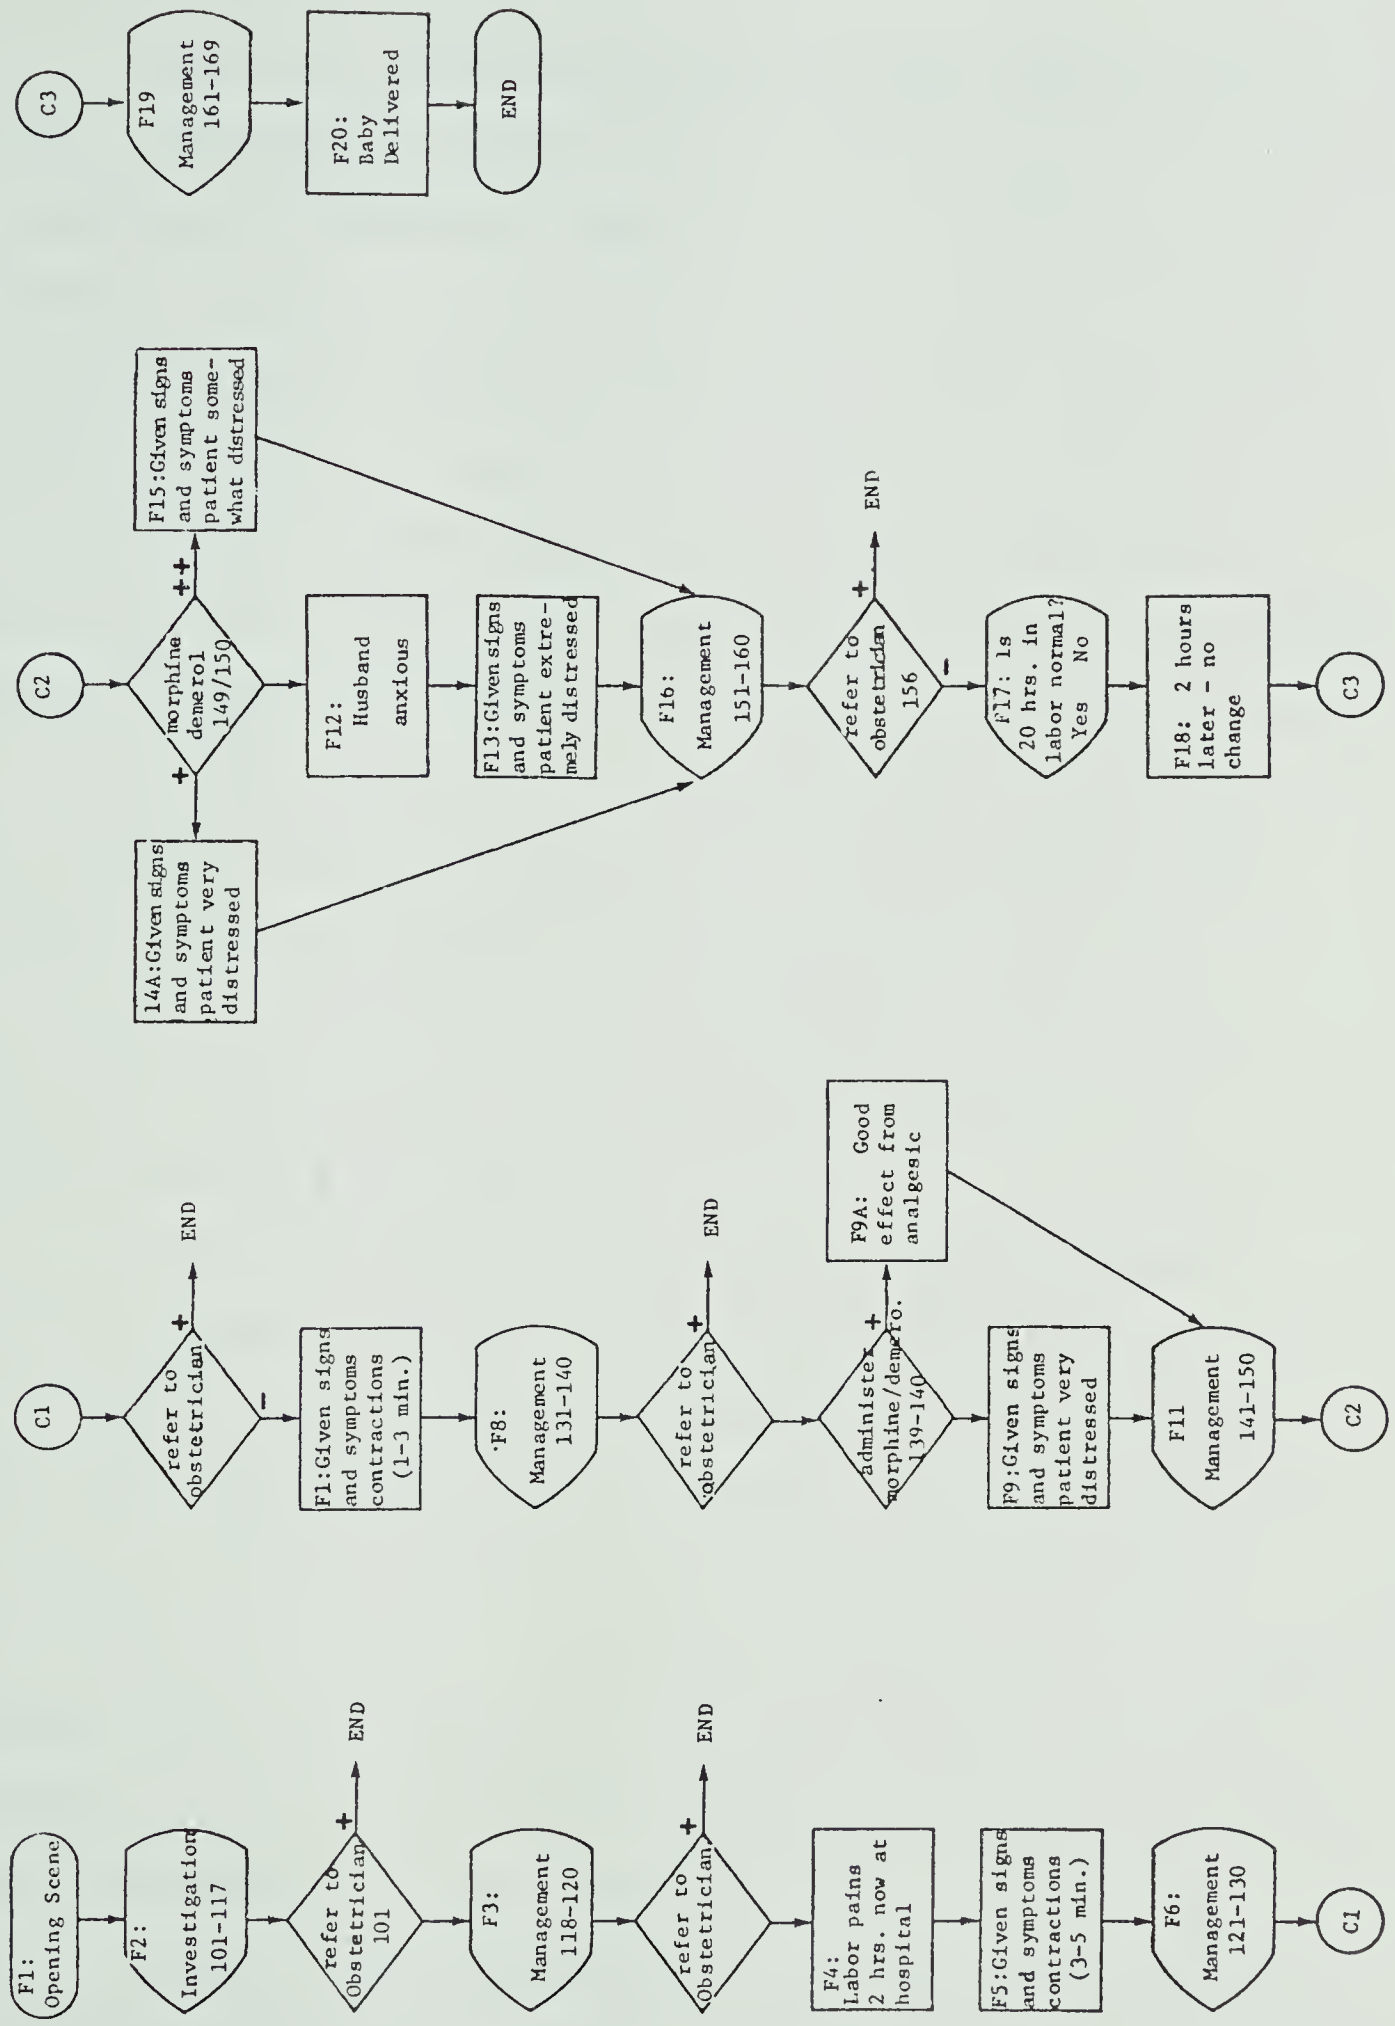 F1:
Opening Scene
F2:
Investigation
101-117
refer to
Obstetrician
101
+
END
F3:
Management
118-120
refer to
Obstetrician
+
END
F4:
Labor pains
2 hrs. now at
hospital
F5:Given signs
and symptoms
contractions
(3-5 min.)
F6:
Management
121-130
C1
C1
refer to
obstetrician
+
END
-
F1:Given signs
and symptoms
contractions
(1-3 min.)
F8:
Management
131-140
refer to
obstetrician
+
END
administer
morphine/demero.
139-140
+
F9A: Good
effect from
analgesic
F9:Given signs
and symptoms
patient very
distressed
F11
Management
141-150
C2
C2
morphine
demerol
149/150
+
++
14A:Given signs
and symptoms
patient very
distressed
F15:Given signs
and symptoms
patient some-
what distressed
F12:
Husband
anxious
F13:Given signs
and symptoms
patient extre-
mely distressed
F16:
Management
151-160
refer to
obstetrician
156
+
END
-
F17: Is
20 hrs. in
labor normal?
Yes No
F18: 2 hours
later - no
change
C3
C3
F19
Management
161-169
F20:
Baby
Delivered
END